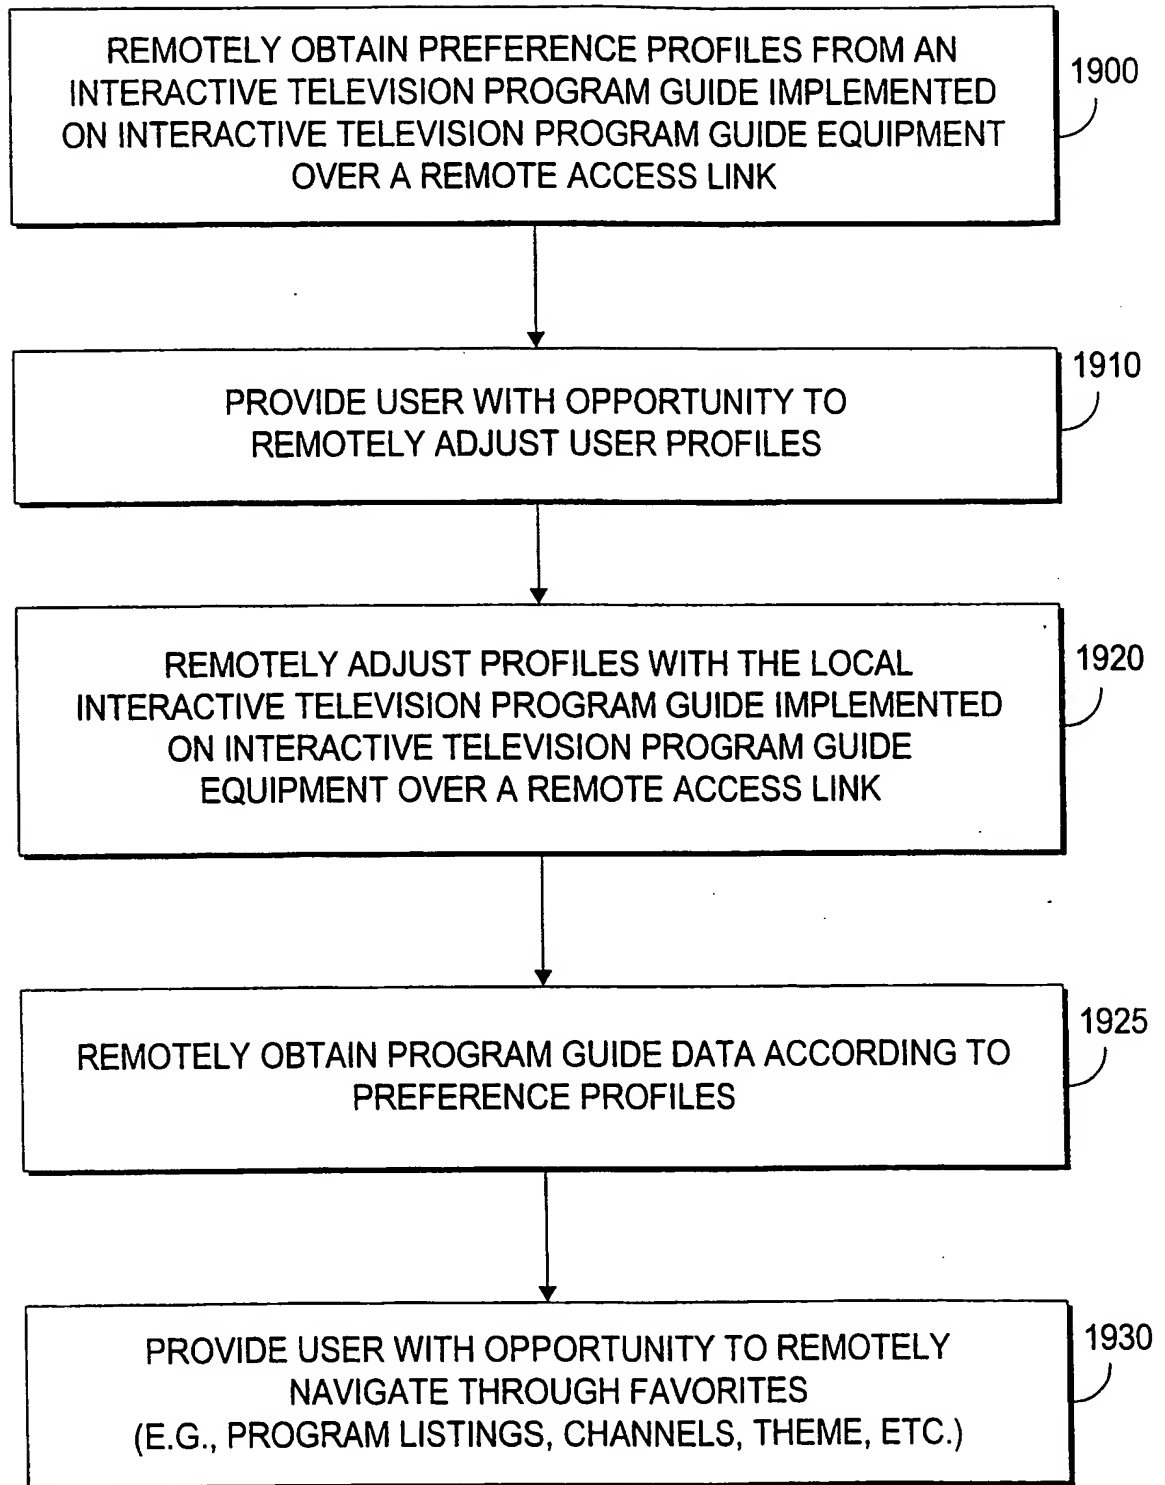 REMOTELY OBTAIN PREFERENCE PROFILES FROM AN
INTERACTIVE TELEVISION PROGRAM GUIDE IMPLEMENTED
ON INTERACTIVE TELEVISION PROGRAM GUIDE EQUIPMENT
OVER A REMOTE ACCESS LINK
1900
PROVIDE USER WITH OPPORTUNITY TO
REMOTELY ADJUST USER PROFILES
1910
REMOTELY ADJUST PROFILES WITH THE LOCAL
INTERACTIVE TELEVISION PROGRAM GUIDE IMPLEMENTED
ON INTERACTIVE TELEVISION PROGRAM GUIDE
EQUIPMENT OVER A REMOTE ACCESS LINK
1920
REMOTELY OBTAIN PROGRAM GUIDE DATA ACCORDING TO
PREFERENCE PROFILES
1925
PROVIDE USER WITH OPPORTUNITY TO REMOTELY
NAVIGATE THROUGH FAVORITES
(E.G., PROGRAM LISTINGS, CHANNELS, THEME, ETC.)
1930